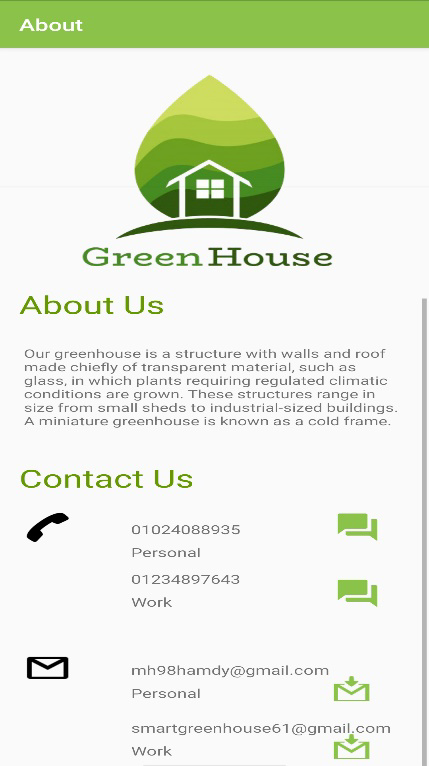 About
GreenHouse
About Us
Our greenhouse is a structure with walls and roof
made chiefly of transparent material, such as
glass, in which plants requiring regulated climatic
conditions are grown. These structures range in
size from small sheds to industrial-sized buildings.
A miniature greenhouse is known as a cold frame.
Contact Us
01024088935
Personal
01234897643
Work
mh98hamdy@gmail.com
Personal
smartgreenhouse61@gmail.com
Work